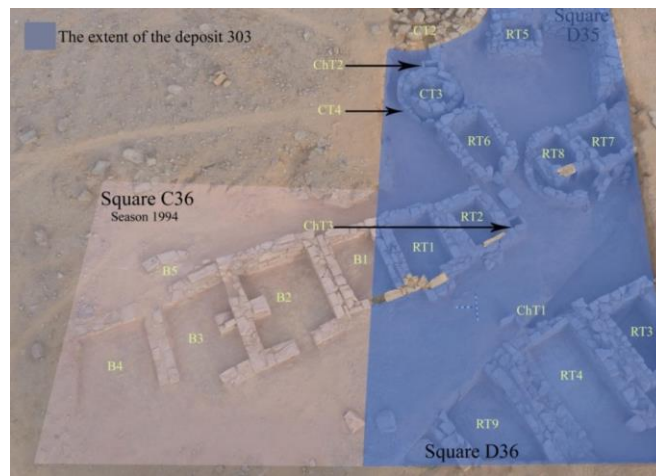 The extent of the deposit 303
Square
D35
CT2
RT5
ChT2
CT3
CT4
RT6
RT8
RT7
Square C36
Season 1994
ChT3
RT2
RT1
B1
B5
B2
B3
B4
ChT1
RT3
RT4
RT9
Square D36